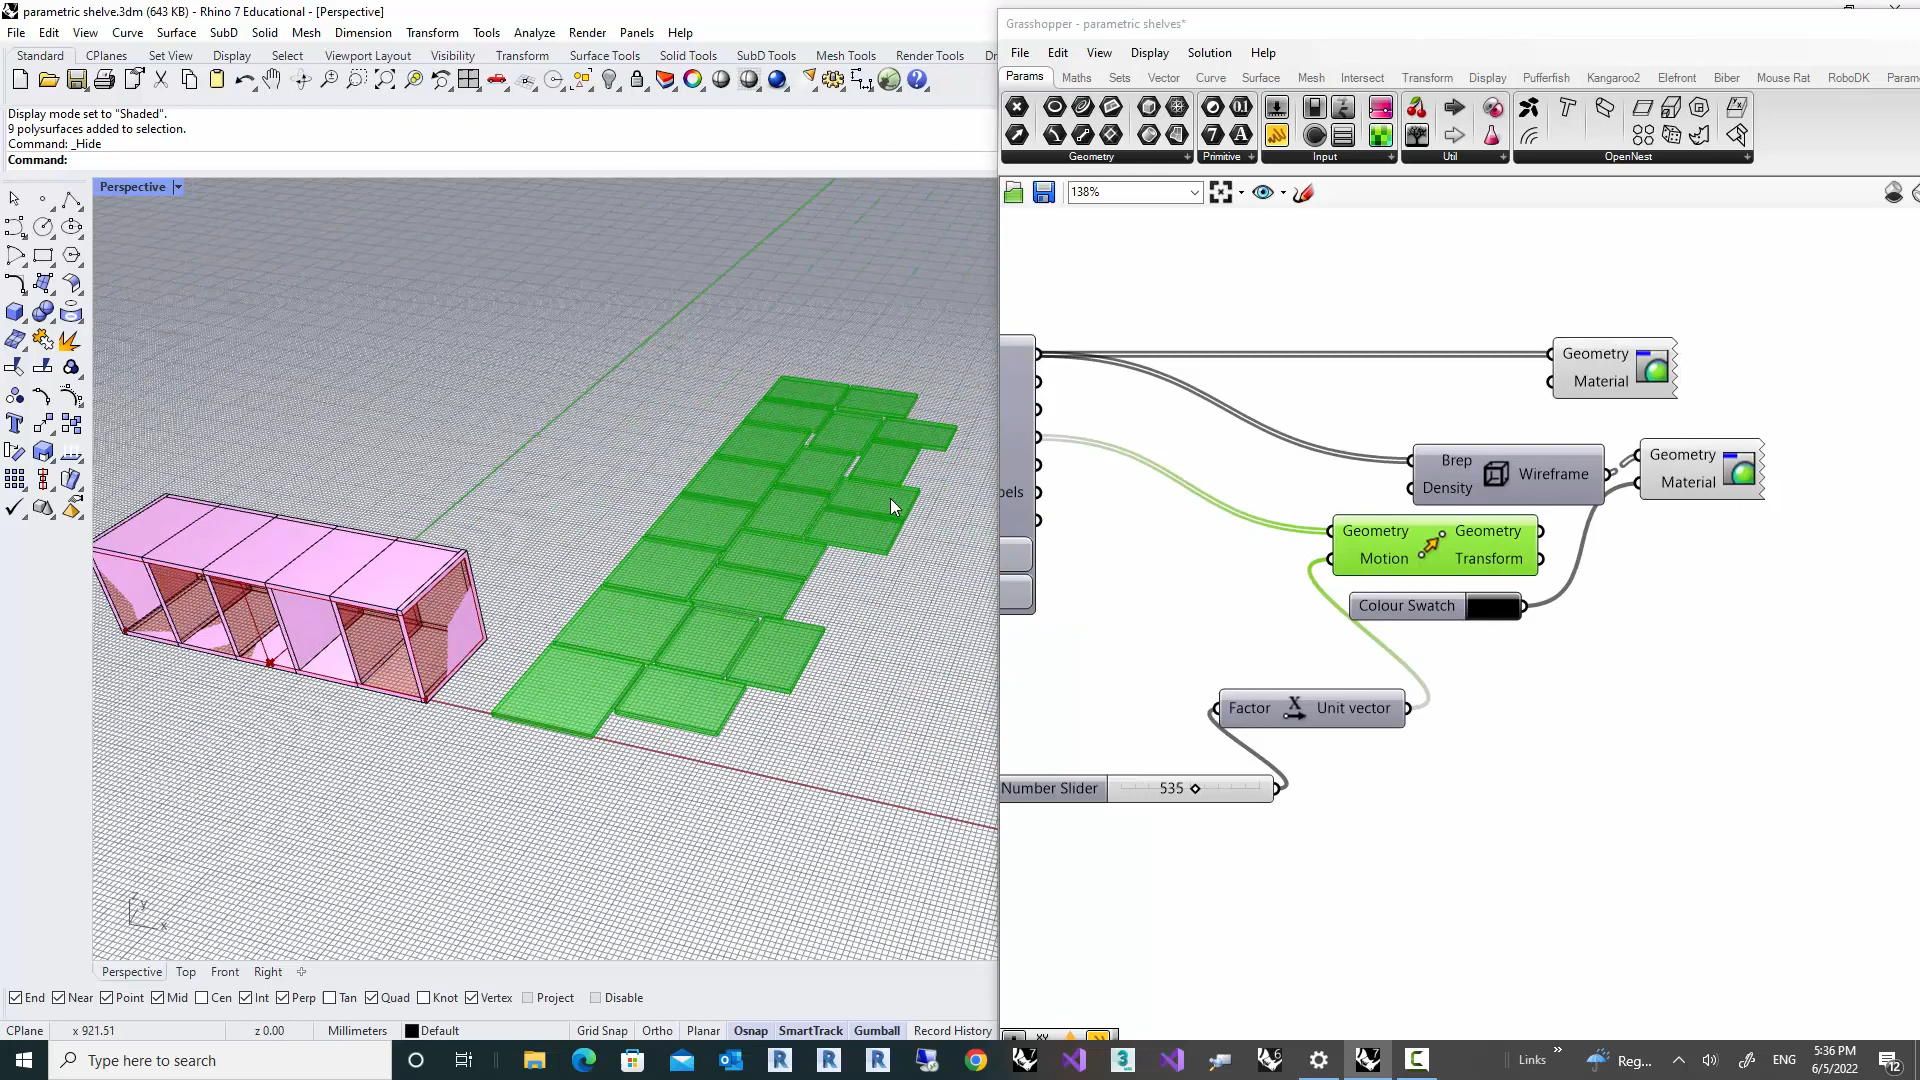 parametric shelve.3dm (643 KB) - Rhino 7 Educational - [Perspective]
File Edit View Curve Surface SubD Solid Mesh Dimension Transform Tools Analyze Render Panels Help
Standard CPlanes Set View Display Select Viewport Layout Visibility Transform Curve Tools Surface Tools Solid Tools SubD Tools Mesh Tools Render Tools Dr
Display mode set to "Shaded".
9 polysurfaces added to selection.
Command: _Hide
Command:
Perspective
z y
x
Perspective Top Front Right
End Near Point Mid Cen Int Perp Tan Quad Knot Vertex Project Disable
CPlane x 921.51 z 0.00 Millimeters Default Grid Snap Ortho Planar Osnap SmartTrack Gumball Record History
Grasshopper - parametric shelves*
File Edit View Display Solution Help
Params Maths Sets Vector Curve Surface Mesh Intersect Transform Display Pufferfish Kangaroo2 Elefront Biber Mouse Rat RoboDK Param
Geometry Primitive Input Util OpenNest
138%
Geometry
Material
Brep
Density
Wireframe
Geometry
Material
els
Geometry
Motion
Geometry
Transform
Colour Swatch
Factor X Unit vector
Number Slider 535
XY
Type here to search
Links Reg... ENG
5:36 PM
6/5/2022
12